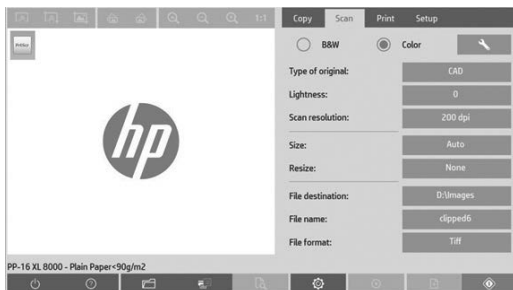 1:1
Copy Scan Print Setup
B&W Color
Type of original: CAD
Lightness: 0
Scan resolution: 200 dpi
Size: Auto
Resize: None
File destination: D:\Images
File name: clipped6
File format: Tiff
hp
PP-16 XL 8000 - Plain Paper<90g/m2